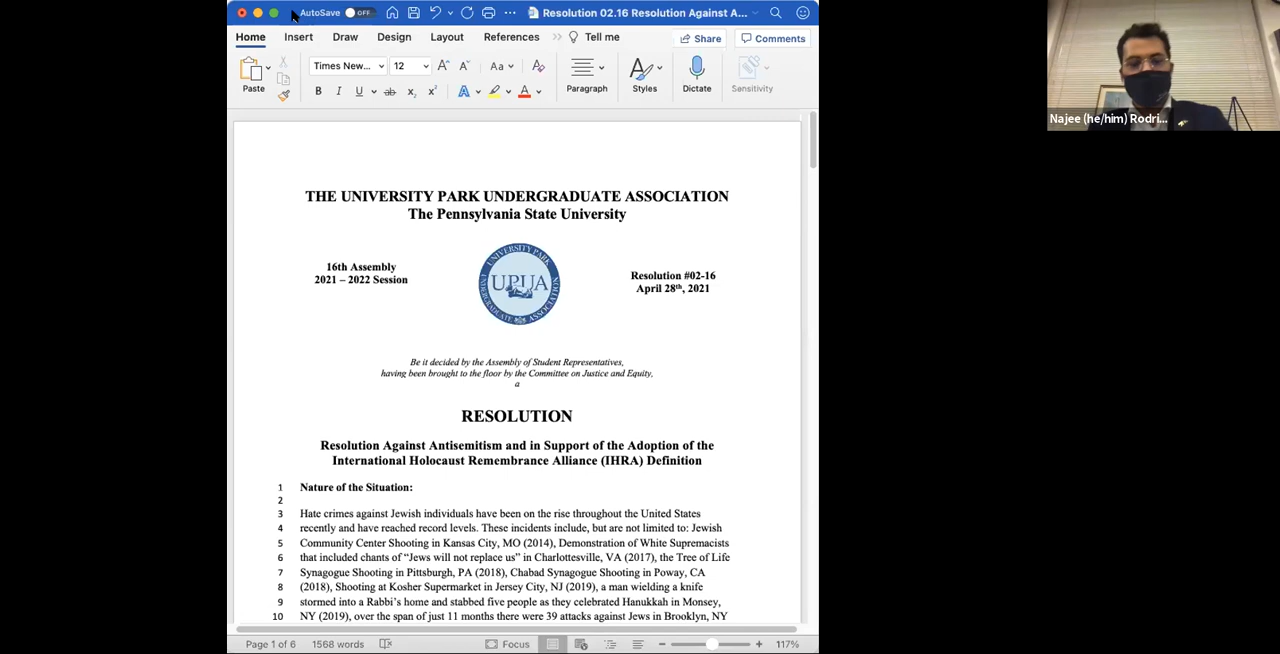 AutoSave OFF
Resolution 02.16 Resolution Against A...
Home Insert Draw Design Layout References Tell me
Share Comments
Times New... 12
Aa
Paste
B I U ab x₂ x²
Paragraph
Styles
Dictate
Sensitivity
Najee (he/him) Rodri...
THE UNIVERSITY PARK UNDERGRADUATE ASSOCIATION
The Pennsylvania State University
16th Assembly
2021 – 2022 Session
UNIVERSITY PARK
UPUA
UNDERGRADUATE ASSOCIATION
Resolution #02-16
April 28th, 2021
Be it decided by the Assembly of Student Representatives,
having been brought to the floor by the Committee on Justice and Equity,
a
RESOLUTION
Resolution Against Antisemitism and in Support of the Adoption of the
International Holocaust Remembrance Alliance (IHRA) Definition
1 Nature of the Situation:
2
3 Hate crimes against Jewish individuals have been on the rise throughout the United States
4 recently and have reached record levels. These incidents include, but are not limited to: Jewish
5 Community Center Shooting in Kansas City, MO (2014), Demonstration of White Supremacists
6 that included chants of “Jews will not replace us” in Charlottesville, VA (2017), the Tree of Life
7 Synagogue Shooting in Pittsburgh, PA (2018), Chabad Synagogue Shooting in Poway, CA
8 (2018), Shooting at Kosher Supermarket in Jersey City, NJ (2019), a man wielding a knife
9 stormed into a Rabbi’s home and stabbed five people as they celebrated Hanukkah in Monsey,
10 NY (2019), over the span of just 11 months there were 39 attacks against Jews in Brooklyn, NY
Page 1 of 6 1568 words Focus 117%